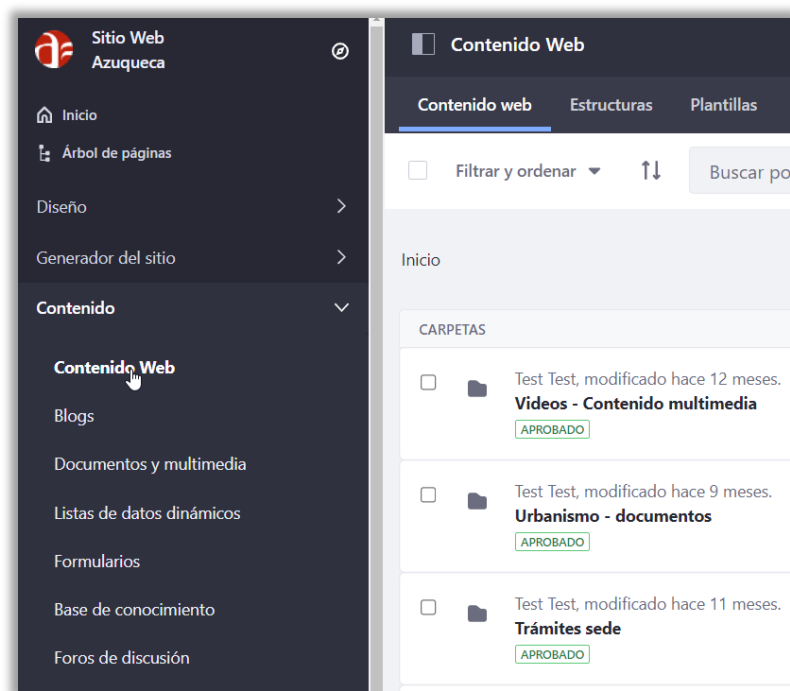 Sitio Web
Azuqueca
Inicio
Árbol de páginas
Diseño
Generador del sitio
Contenido
Contenido Web
Blogs
Documentos y multimedia
Listas de datos dinámicos
Formularios
Base de conocimiento
Foros de discusión
Contenido Web
Contenido web Estructuras Plantillas
Filtrar y ordenar Buscar po
Inicio
CARPETAS
Test Test, modificado hace 12 meses.
Videos - Contenido multimedia
APROBADO
Test Test, modificado hace 9 meses.
Urbanismo - documentos
APROBADO
Test Test, modificado hace 11 meses.
Trámites sede
APROBADO